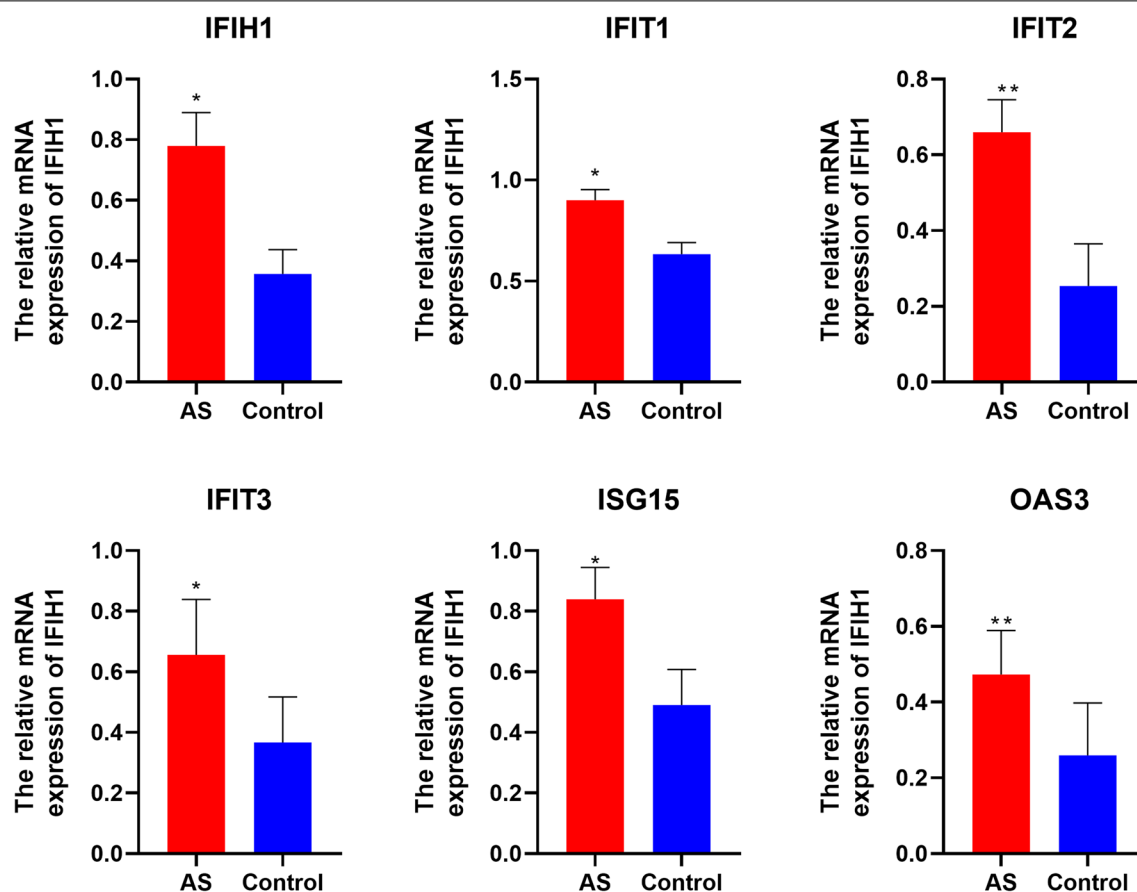 IFIH1
The relative mRNA
expression of IFIH1
1.0
0.8
0.6
0.4
0.2
0.0
*
AS Control
IFIT1
The relative mRNA
expression of IFIH1
1.5
1.0
0.5
0.0
*
AS Control
IFIT2
The relative mRNA
expression of IFIH1
0.8
0.6
0.4
0.2
0.0
**
AS Control
IFIT3
The relative mRNA
expression of IFIH1
1.0
0.8
0.6
0.4
0.2
0.0
*
AS Control
ISG15
The relative mRNA
expression of IFIH1
1.0
0.8
0.6
0.4
0.2
0.0
*
AS Control
OAS3
The relative mRNA
expression of IFIH1
0.8
0.6
0.4
0.2
0.0
**
AS Control